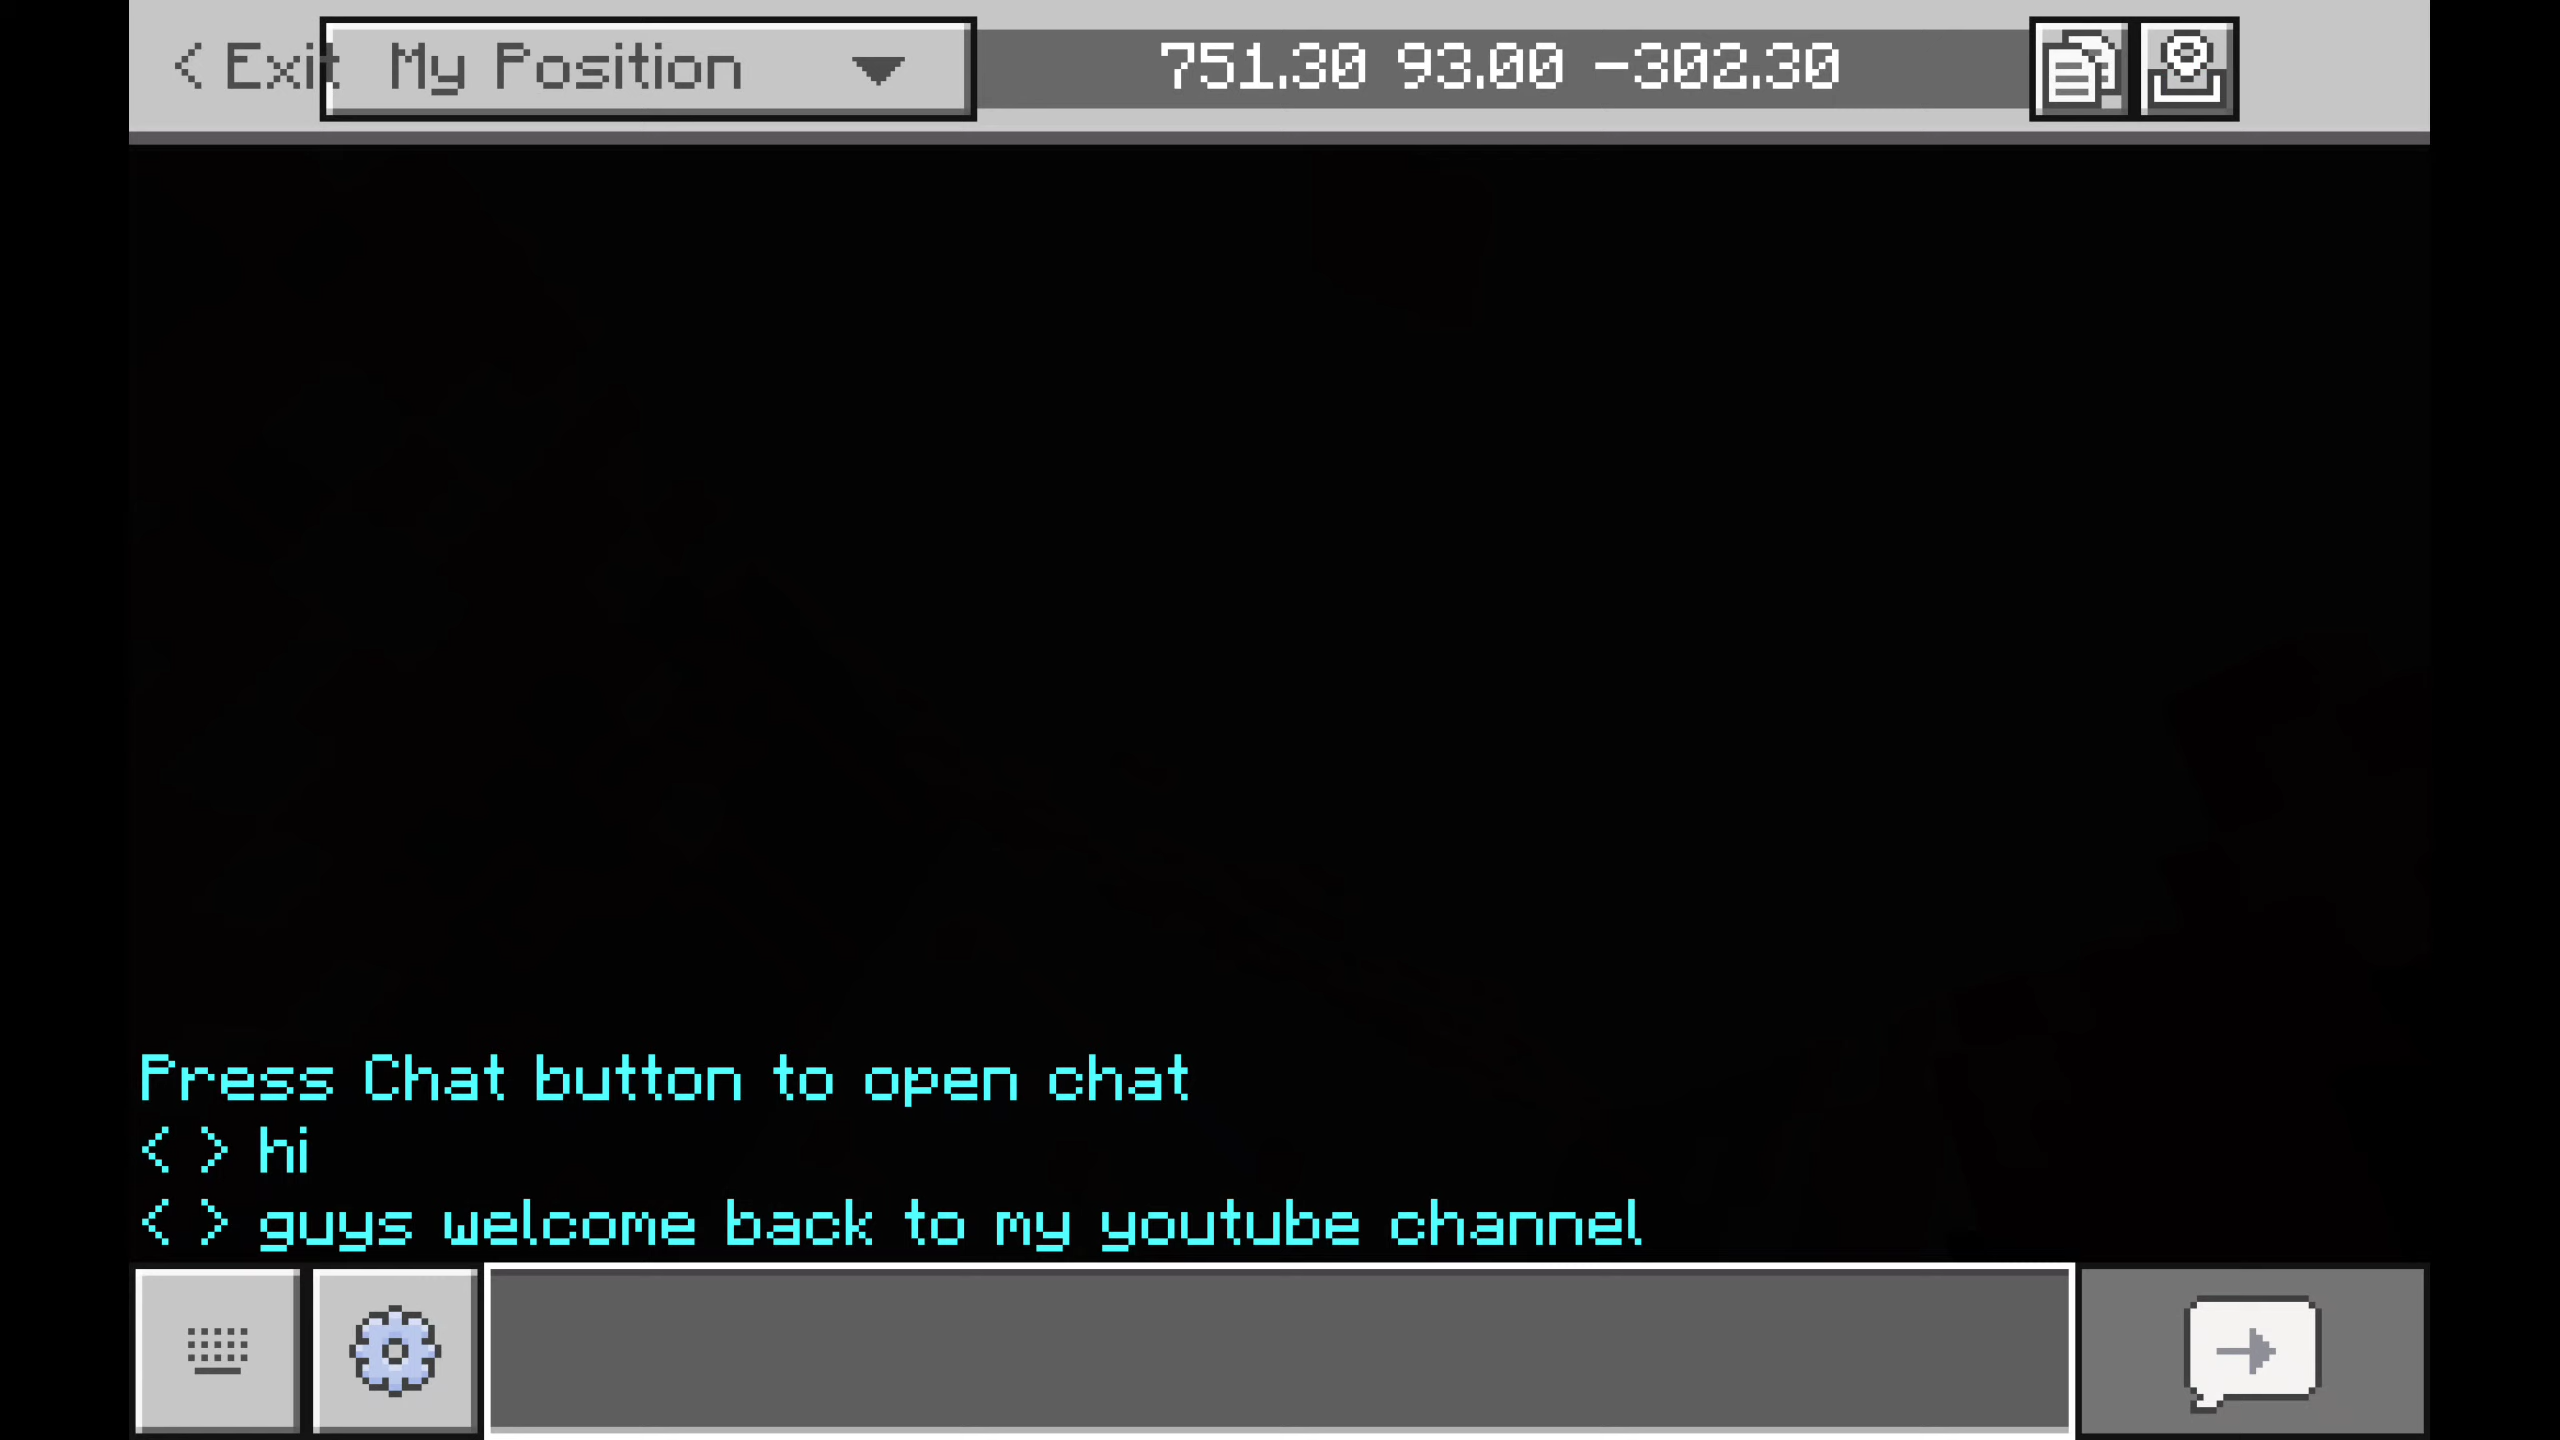 < Exit My Position 751.30 93.00 -302.30
Press Chat button to open chat
< > hi
< > guys welcome back to my youtube channel